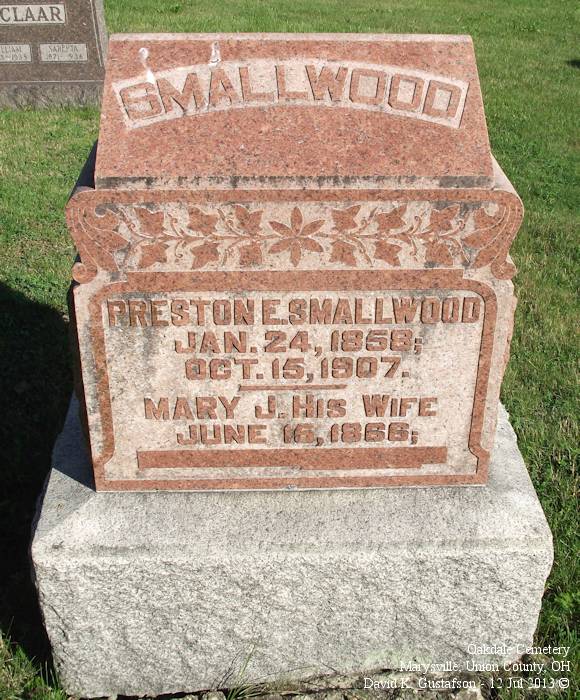 CLAAR
SMALLWOOD
PRESTON E. SMALLWOOD
JAN. 24, 1858;
OCT. 15, 1907.
MARY J. HIS WIFE
JUNE 16, 1866;
Oakdale Cemetery
Marysville, Union County, OH
David K. Gustafson - 12 Jul 2013 ©